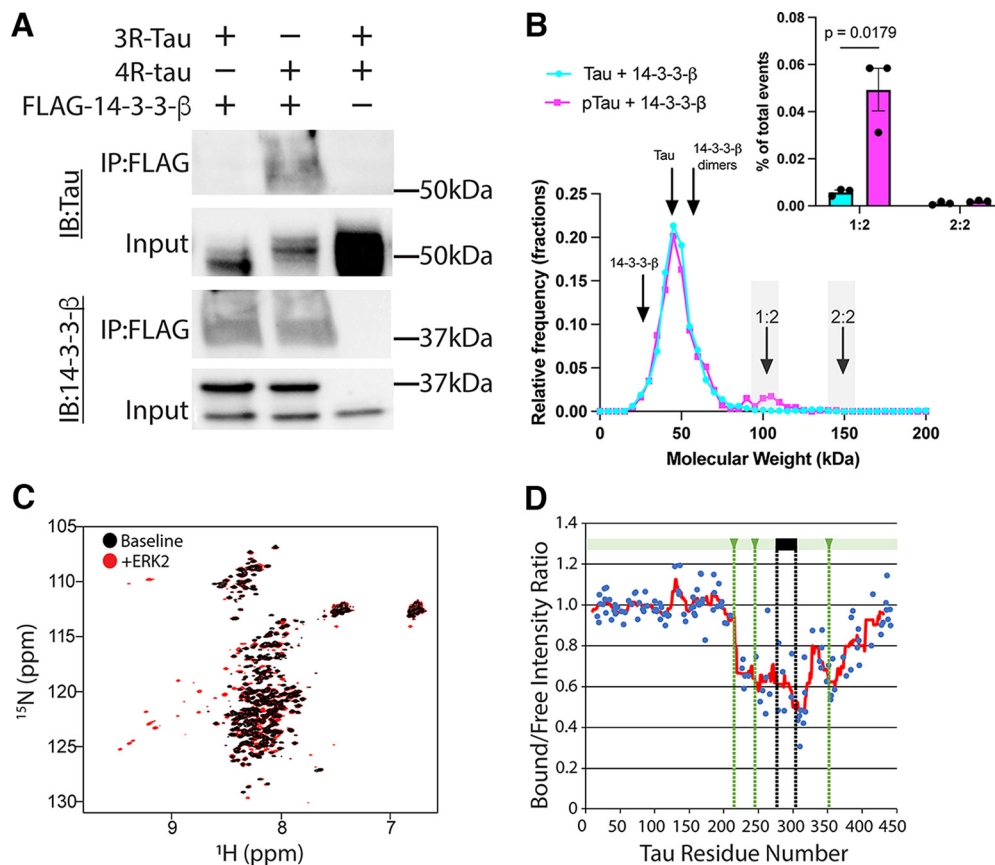 A
3R-Tau + − +
4R-tau − + +
FLAG-14-3-3-β + + −
IB:Tau
IP:FLAG
50kDa
Input
50kDa
IB:14-3-3-β
IP:FLAG
37kDa
Input
37kDa
B
Tau + 14-3-3-β
pTau + 14-3-3-β
p = 0.0179
% of total events
0.08
0.06
0.04
0.02
0.00
1:2 2:2
Relative frequency (fractions)
0.25
0.20
0.15
0.10
0.05
0.00
Tau
14-3-3-β
dimers
14-3-3-β
1:2
2:2
0 50 100 150 200
Molecular Weight (kDa)
C
Baseline
+ERK2
15N (ppm)
105
110
115
120
125
130
9 8 7
1H (ppm)
D
Bound/Free Intensity Ratio
1.4
1.2
1.0
0.8
0.6
0.4
0.2
0
0 50 100 150 200 250 300 350 400 450
Tau Residue Number